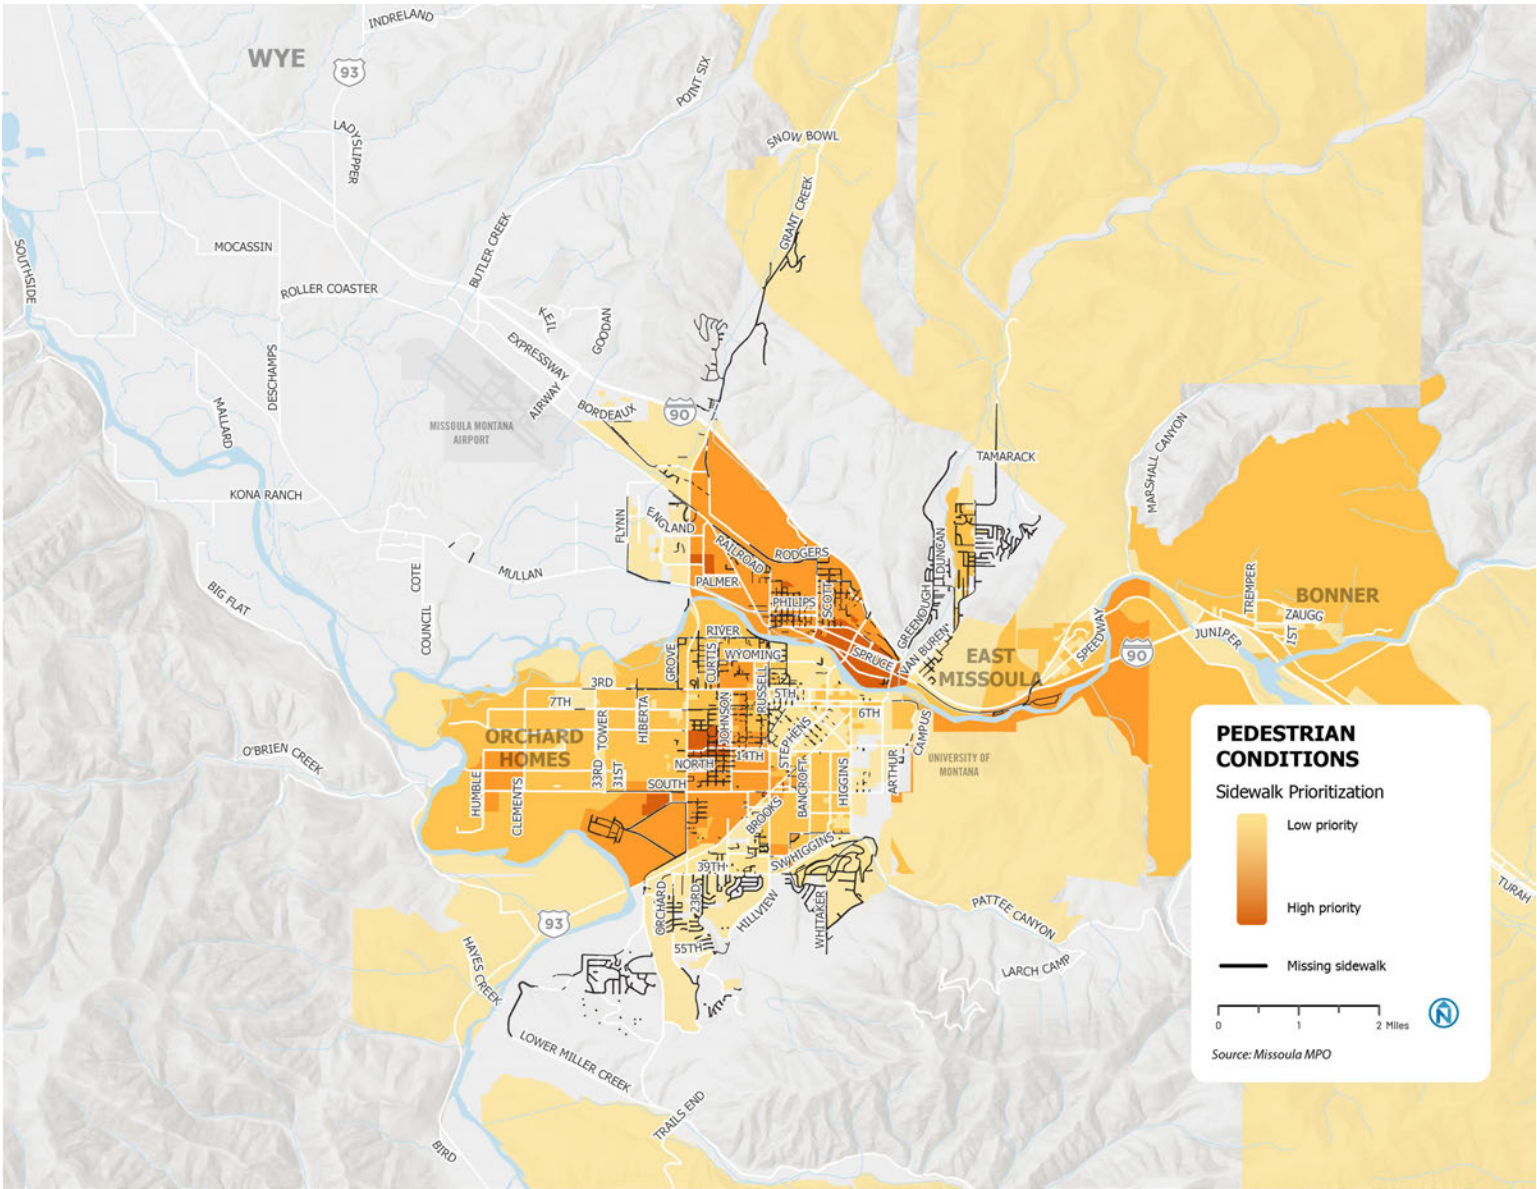 INDRELAND
WYE
93
POINT SIX
LADYSLIPPER
SNOW BOWL
GRANT CREEK
SOUTHSIDE
MOCASSIN
BUTLER CREEK
ROLLER COASTER
KEIL
GOODAN
EXPRESSWAY
DESCHAMPS
AIRWAY
MALLARD
BORDEAUX
90
MISSOULA MONTANA
AIRPORT
MARSHALL CANYON
TAMARACK
KONA RANCH
FLYNN
ENGLAND
RAILROAD
RODGERS
DUNCAN
COTE
MULLAN
PALMER
PHILIPS
SCOTT
GREENOUGH
BIG FLAT
COUNCIL
TREMPER
BONNER
ZAUGG
1ST
JUNIPER
SPEEDWAY
90
RIVER
WYOMING
SPRUCE
VAN BUREN
EAST
MISSOULA
GROVE
CURTIS
RUSSELL
3RD
5TH
7TH
6TH
TOWER
HIBERTA
JOHNSON
STEPHENS
CAMPUS
ORCHARD
HOMES
O'BRIEN CREEK
14TH
NORTH
UNIVERSITY OF
MONTANA
33RD
31ST
SOUTH
HUMBLE
CLEMENTS
BANCROFT
HIGGINS
ARTHUR
BROOKS
SW HIGGINS
39TH
ORCHARD
23RD
HILLVIEW
WHITAKER
PATTEE CANYON
TURAH
93
55TH
HAYES CREEK
LARCH CAMP
LOWER MILLER CREEK
TRAILS END
BIRD
PEDESTRIAN
CONDITIONS
Sidewalk Prioritization
Low priority
High priority
Missing sidewalk
0 1 2 Miles
N
Source: Missoula MPO